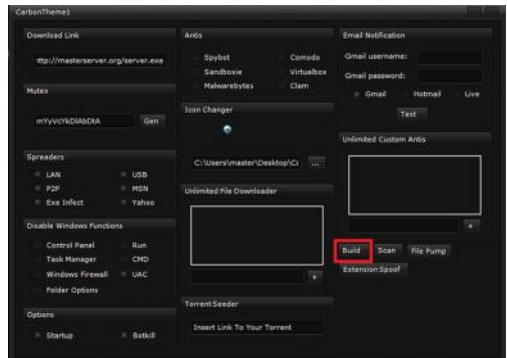 CarbonTheme1
Download Link
ttp://masterserver.org/server.exe
Mutex
mYyVcYkDlAbDtA
Gen
Spreaders
LAN
USB
P2P
MSN
Exe Infect
Yahoo
Disable Windows Functions
Control Panel
Run
Task Manager
CMD
Windows Firewall
UAC
Folder Options
Options
Startup
Botkill
Antis
Spybot
Comodo
Sandboxie
Virtualbox
Malwarebytes
Clam
Icon Changer
C:\Users\master\Desktop\Ci
...
Unlimited File Downloader
+
Torrent Seeder
Insert Link To Your Torrent
Email Notification
Gmail username:
Gmail password:
Gmail
Hotmail
Live
Test
Unlimited Custom Antis
+
Build
Scan
File Pump
Extension Spoof